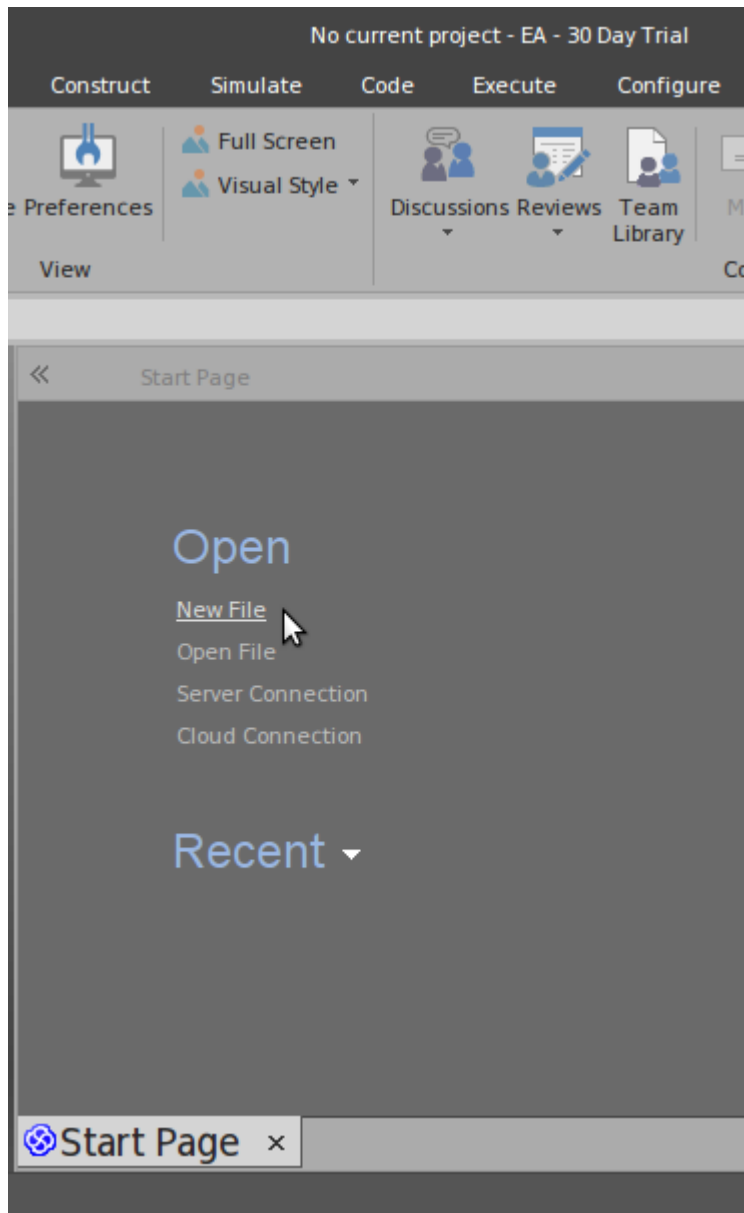 No current project - EA - 30 Day Trial
Construct Simulate Code Execute Configure
Full Screen
Visual Style
Preferences
Discussions Reviews Team Library
View
Start Page
Open
New File
Open File
Server Connection
Cloud Connection
Recent
Start Page ×